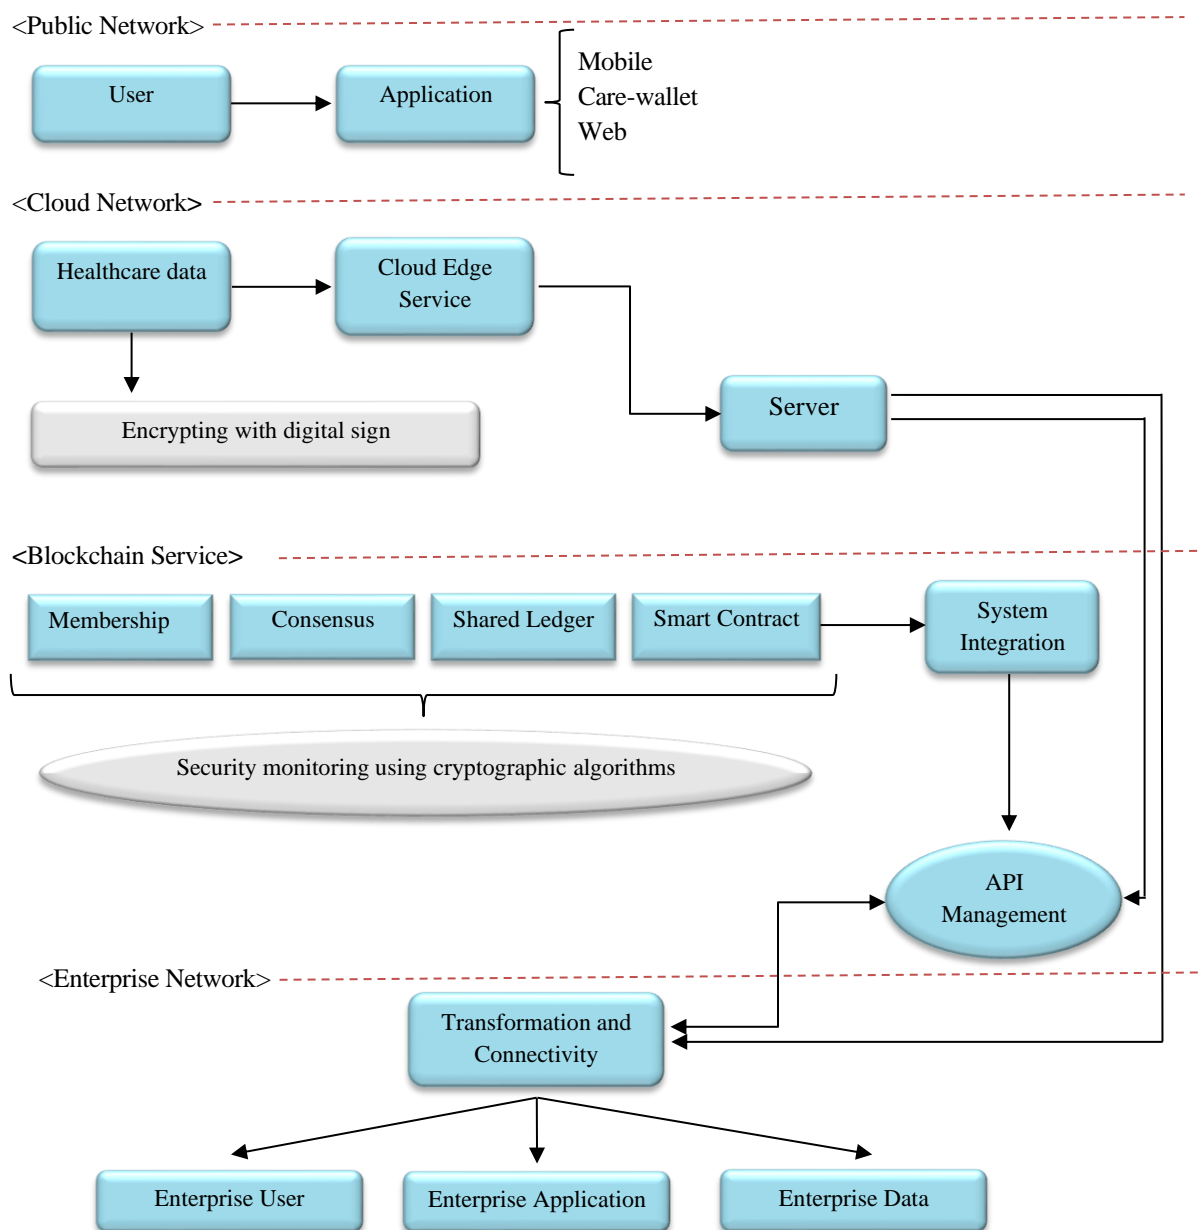 <Public Network>
User
Application
Mobile
Care-wallet
Web
<Cloud Network>
Healthcare data
Cloud Edge
Service
Server
Encrypting with digital sign
<Blockchain Service>
Membership
Consensus
Shared Ledger
Smart Contract
System
Integration
Security monitoring using cryptographic algorithms
API
Management
<Enterprise Network>
Transformation and
Connectivity
Enterprise User
Enterprise Application
Enterprise Data